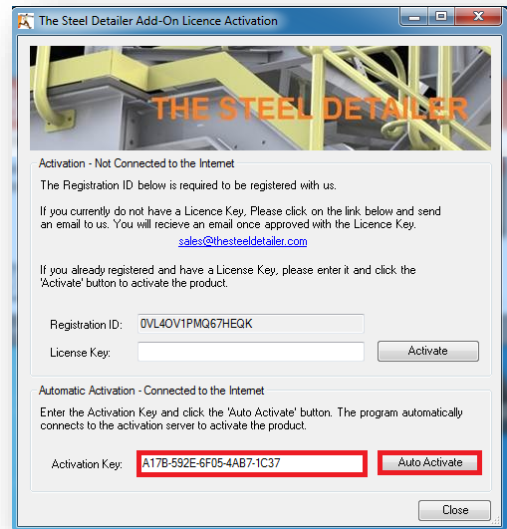 The Steel Detailer Add-On Licence Activation
THE STEEL DETAILER
Activation - Not Connected to the Internet
The Registration ID below is required to be registered with us.
If you currently do not have a Licence Key, Please click on the link below and send
an email to us. You will recieve an email once approved with the Licence Key.
sales@thesteeldetailer.com
If you already registered and have a License Key, please enter it and click the
'Activate' button to activate the product.
Registration ID: 0VL4OV1PMQ67HEQK
License Key: Activate
Automatic Activation - Connected to the Internet
Enter the Activation Key and click the 'Auto Activate' button. The program automatically
connects to the activation server to activate the product.
Activation Key: A17B-592E-6F05-4AB7-1C37 Auto Activate
Close